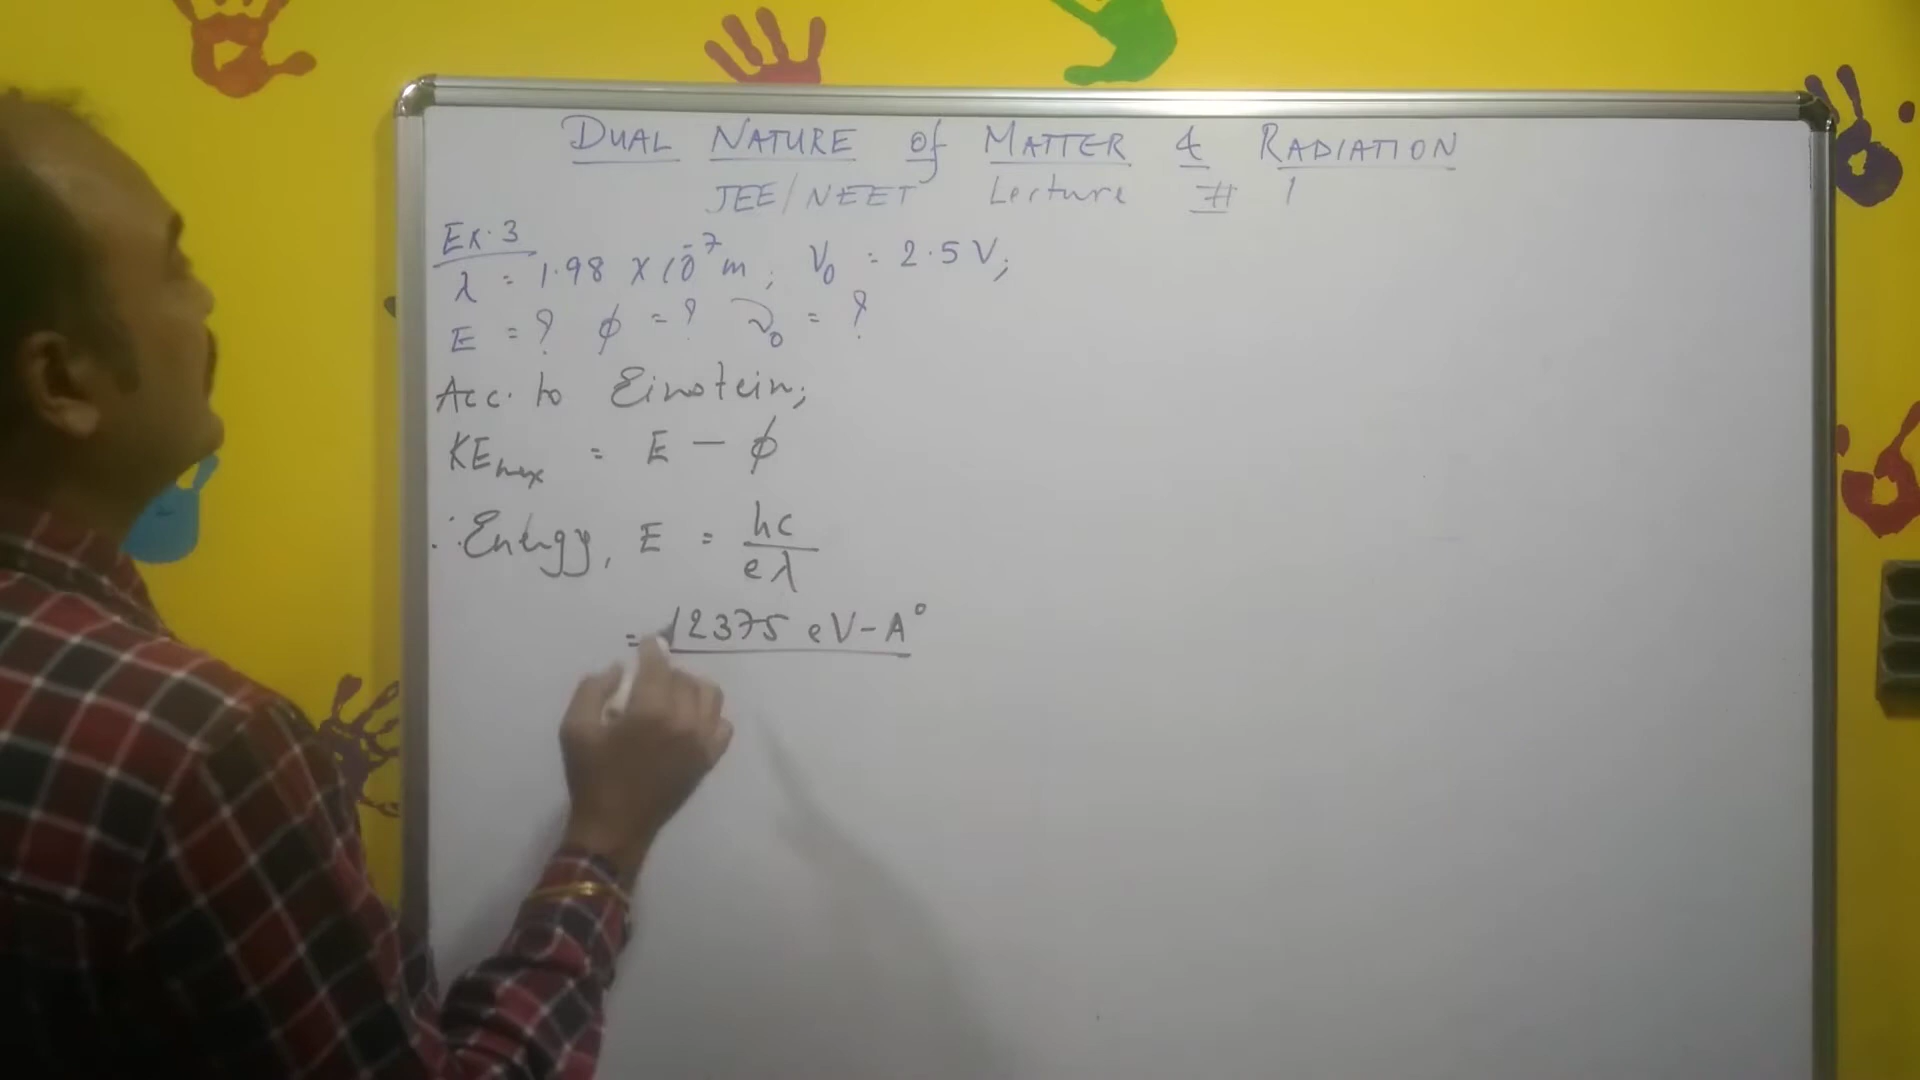 DUAL NATURE of MATTER & RADIATION
JEE/NEET Lecture # 1
Ex. 3
λ = 1.98 × 10⁻⁷ m; V₀ = 2.5 V;
E = ? ϕ = ? ν₀ = ?
Acc. to Einstein;
KEmax = E − ϕ
∴ Energy, E = hc / eλ
= 12375 eV-A°